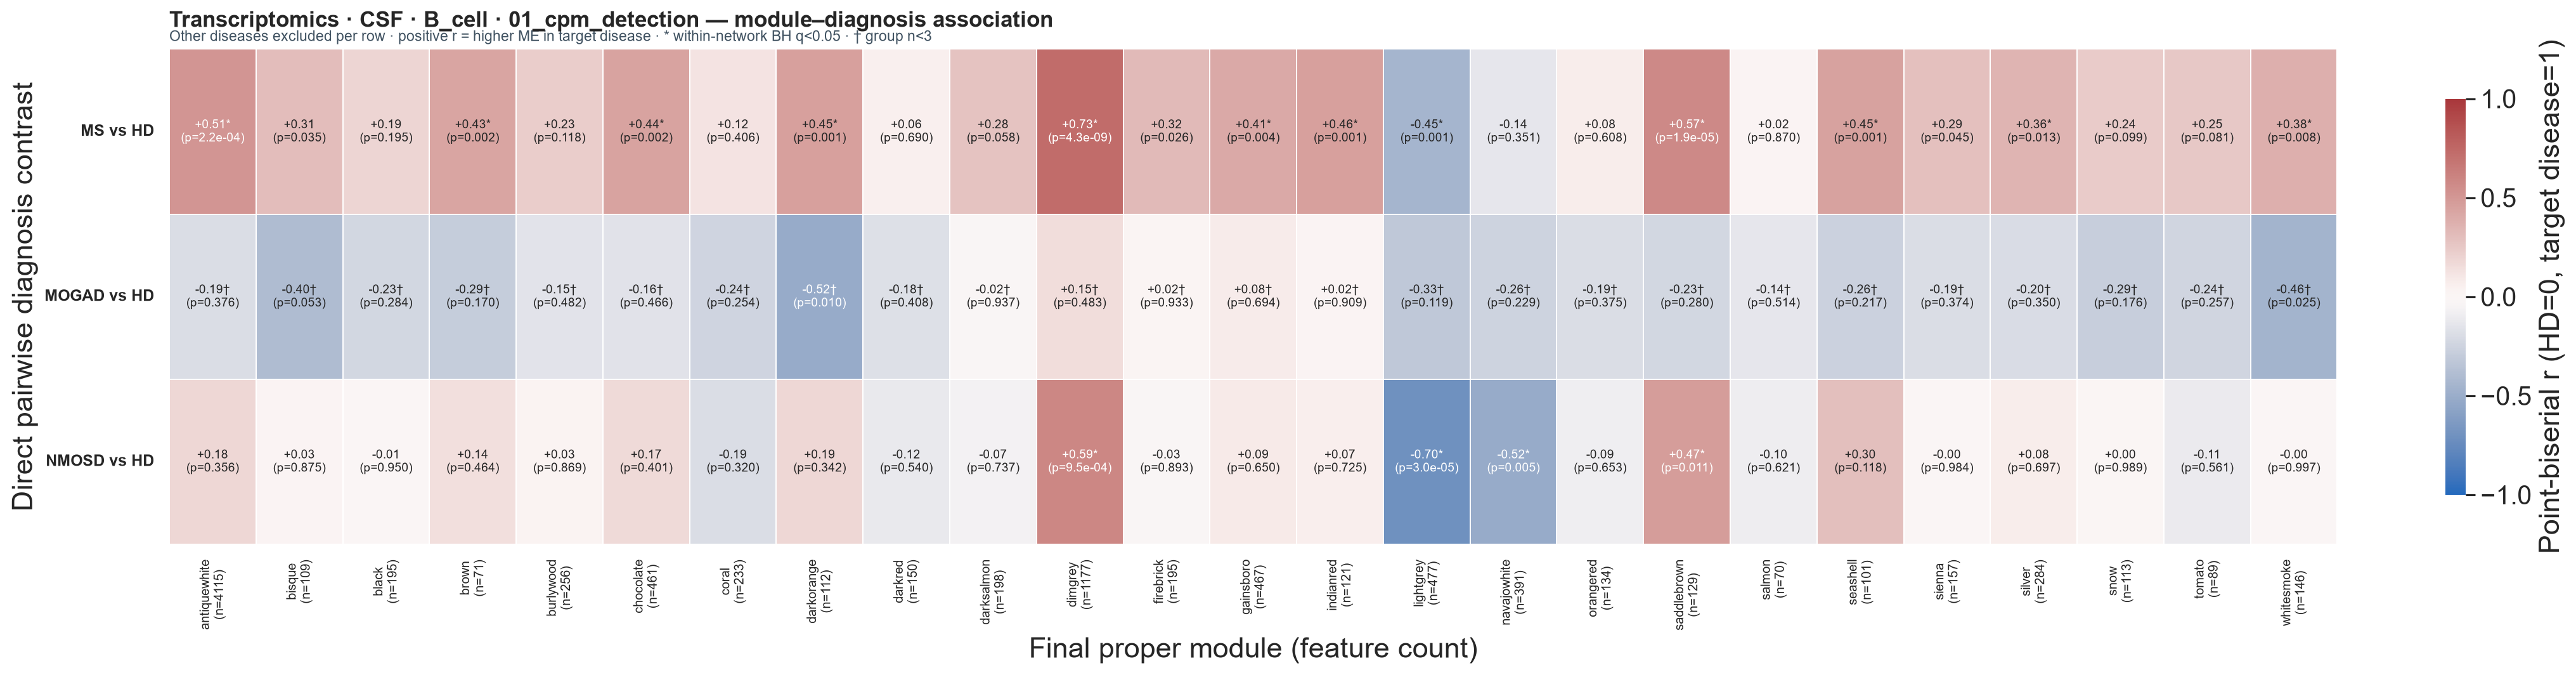 Transcriptomics · CSF · B_cell · 01_cpm_detection — module–diagnosis association
Other diseases excluded per row · positive r = higher ME in target disease · * within-network BH q<0.05 · † group n<3
Direct pairwise diagnosis contrast
MS vs HD
+0.51* (p=2.2e-04)
+0.31 (p=0.035)
+0.19 (p=0.195)
+0.43* (p=0.002)
+0.23 (p=0.118)
+0.44* (p=0.002)
+0.12 (p=0.406)
+0.45* (p=0.001)
+0.06 (p=0.690)
+0.28 (p=0.058)
+0.73* (p=4.3e-09)
+0.32 (p=0.026)
+0.41* (p=0.004)
+0.46* (p=0.001)
-0.45* (p=0.001)
-0.14 (p=0.351)
+0.08 (p=0.608)
+0.57* (p=1.9e-05)
+0.02 (p=0.870)
+0.45* (p=0.001)
+0.29 (p=0.045)
+0.36* (p=0.013)
+0.24 (p=0.099)
+0.25 (p=0.081)
+0.38* (p=0.008)
MOGAD vs HD
-0.19† (p=0.376)
-0.40† (p=0.053)
-0.23† (p=0.284)
-0.29† (p=0.170)
-0.15† (p=0.482)
-0.16† (p=0.466)
-0.24† (p=0.254)
-0.52† (p=0.010)
-0.18† (p=0.408)
-0.02† (p=0.937)
+0.15† (p=0.483)
+0.02† (p=0.933)
+0.08† (p=0.694)
+0.02† (p=0.909)
-0.33† (p=0.119)
-0.26† (p=0.229)
-0.19† (p=0.375)
-0.23† (p=0.280)
-0.14† (p=0.514)
-0.26† (p=0.217)
-0.19† (p=0.374)
-0.20† (p=0.350)
-0.29† (p=0.176)
-0.24† (p=0.257)
-0.46† (p=0.025)
NMOSD vs HD
+0.18 (p=0.356)
+0.03 (p=0.875)
-0.01 (p=0.950)
+0.14 (p=0.464)
+0.03 (p=0.869)
+0.17 (p=0.401)
-0.19 (p=0.320)
+0.19 (p=0.342)
-0.12 (p=0.540)
-0.07 (p=0.737)
+0.59* (p=9.5e-04)
-0.03 (p=0.893)
+0.09 (p=0.650)
+0.07 (p=0.725)
-0.70* (p=3.0e-05)
-0.52* (p=0.005)
-0.09 (p=0.653)
+0.47* (p=0.011)
-0.10 (p=0.621)
+0.30 (p=0.118)
-0.00 (p=0.984)
+0.08 (p=0.697)
+0.00 (p=0.989)
-0.11 (p=0.561)
-0.00 (p=0.997)
antiquewhite (n=4115)
bisque (n=109)
black (n=195)
brown (n=71)
burlywood (n=256)
chocolate (n=461)
coral (n=233)
darkorange (n=112)
darkred (n=150)
darksalmon (n=198)
dimgrey (n=1177)
firebrick (n=195)
gainsboro (n=467)
indianred (n=121)
lightgrey (n=477)
navajowhite (n=391)
orangered (n=134)
saddlebrown (n=129)
salmon (n=70)
seashell (n=101)
sienna (n=157)
silver (n=284)
snow (n=113)
tomato (n=89)
whitesmoke (n=146)
Final proper module (feature count)
1.0
0.5
0.0
−0.5
−1.0
Point-biserial r (HD=0, target disease=1)